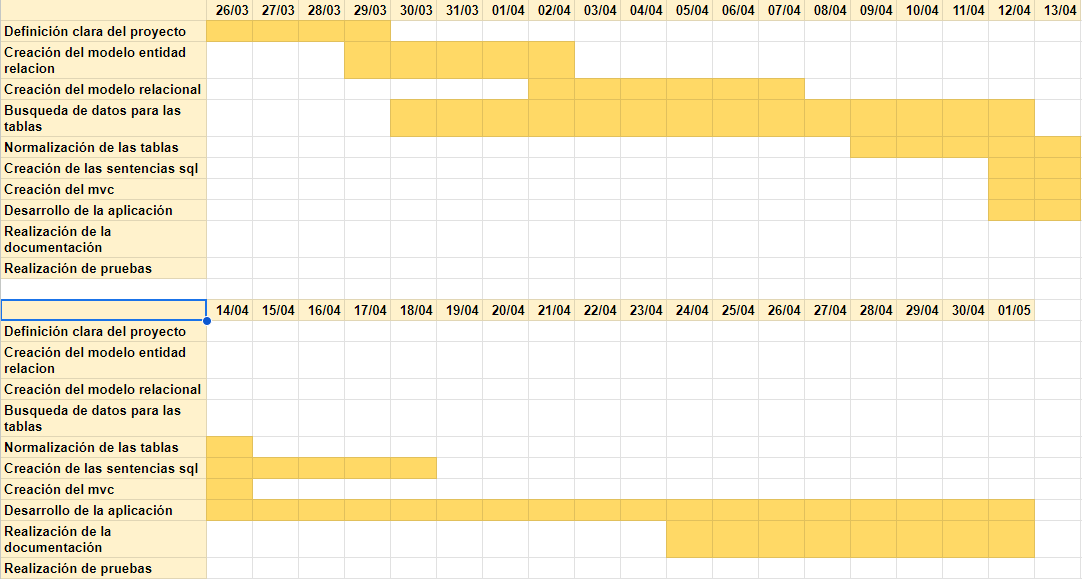 26/03 27/03 28/03 29/03 30/03 31/03 01/04 02/04 03/04 04/04 05/04 06/04 07/04 08/04 09/04 10/04 11/04 12/04 13/04
Definición clara del proyecto
Creación del modelo entidad
relacion
Creación del modelo relacional
Busqueda de datos para las
tablas
Normalización de las tablas
Creación de las sentencias sql
Creación del mvc
Desarrollo de la aplicación
Realización de la
documentación
Realización de pruebas
14/04 15/04 16/04 17/04 18/04 19/04 20/04 21/04 22/04 23/04 24/04 25/04 26/04 27/04 28/04 29/04 30/04 01/05
Definición clara del proyecto
Creación del modelo entidad
relacion
Creación del modelo relacional
Busqueda de datos para las
tablas
Normalización de las tablas
Creación de las sentencias sql
Creación del mvc
Desarrollo de la aplicación
Realización de la
documentación
Realización de pruebas